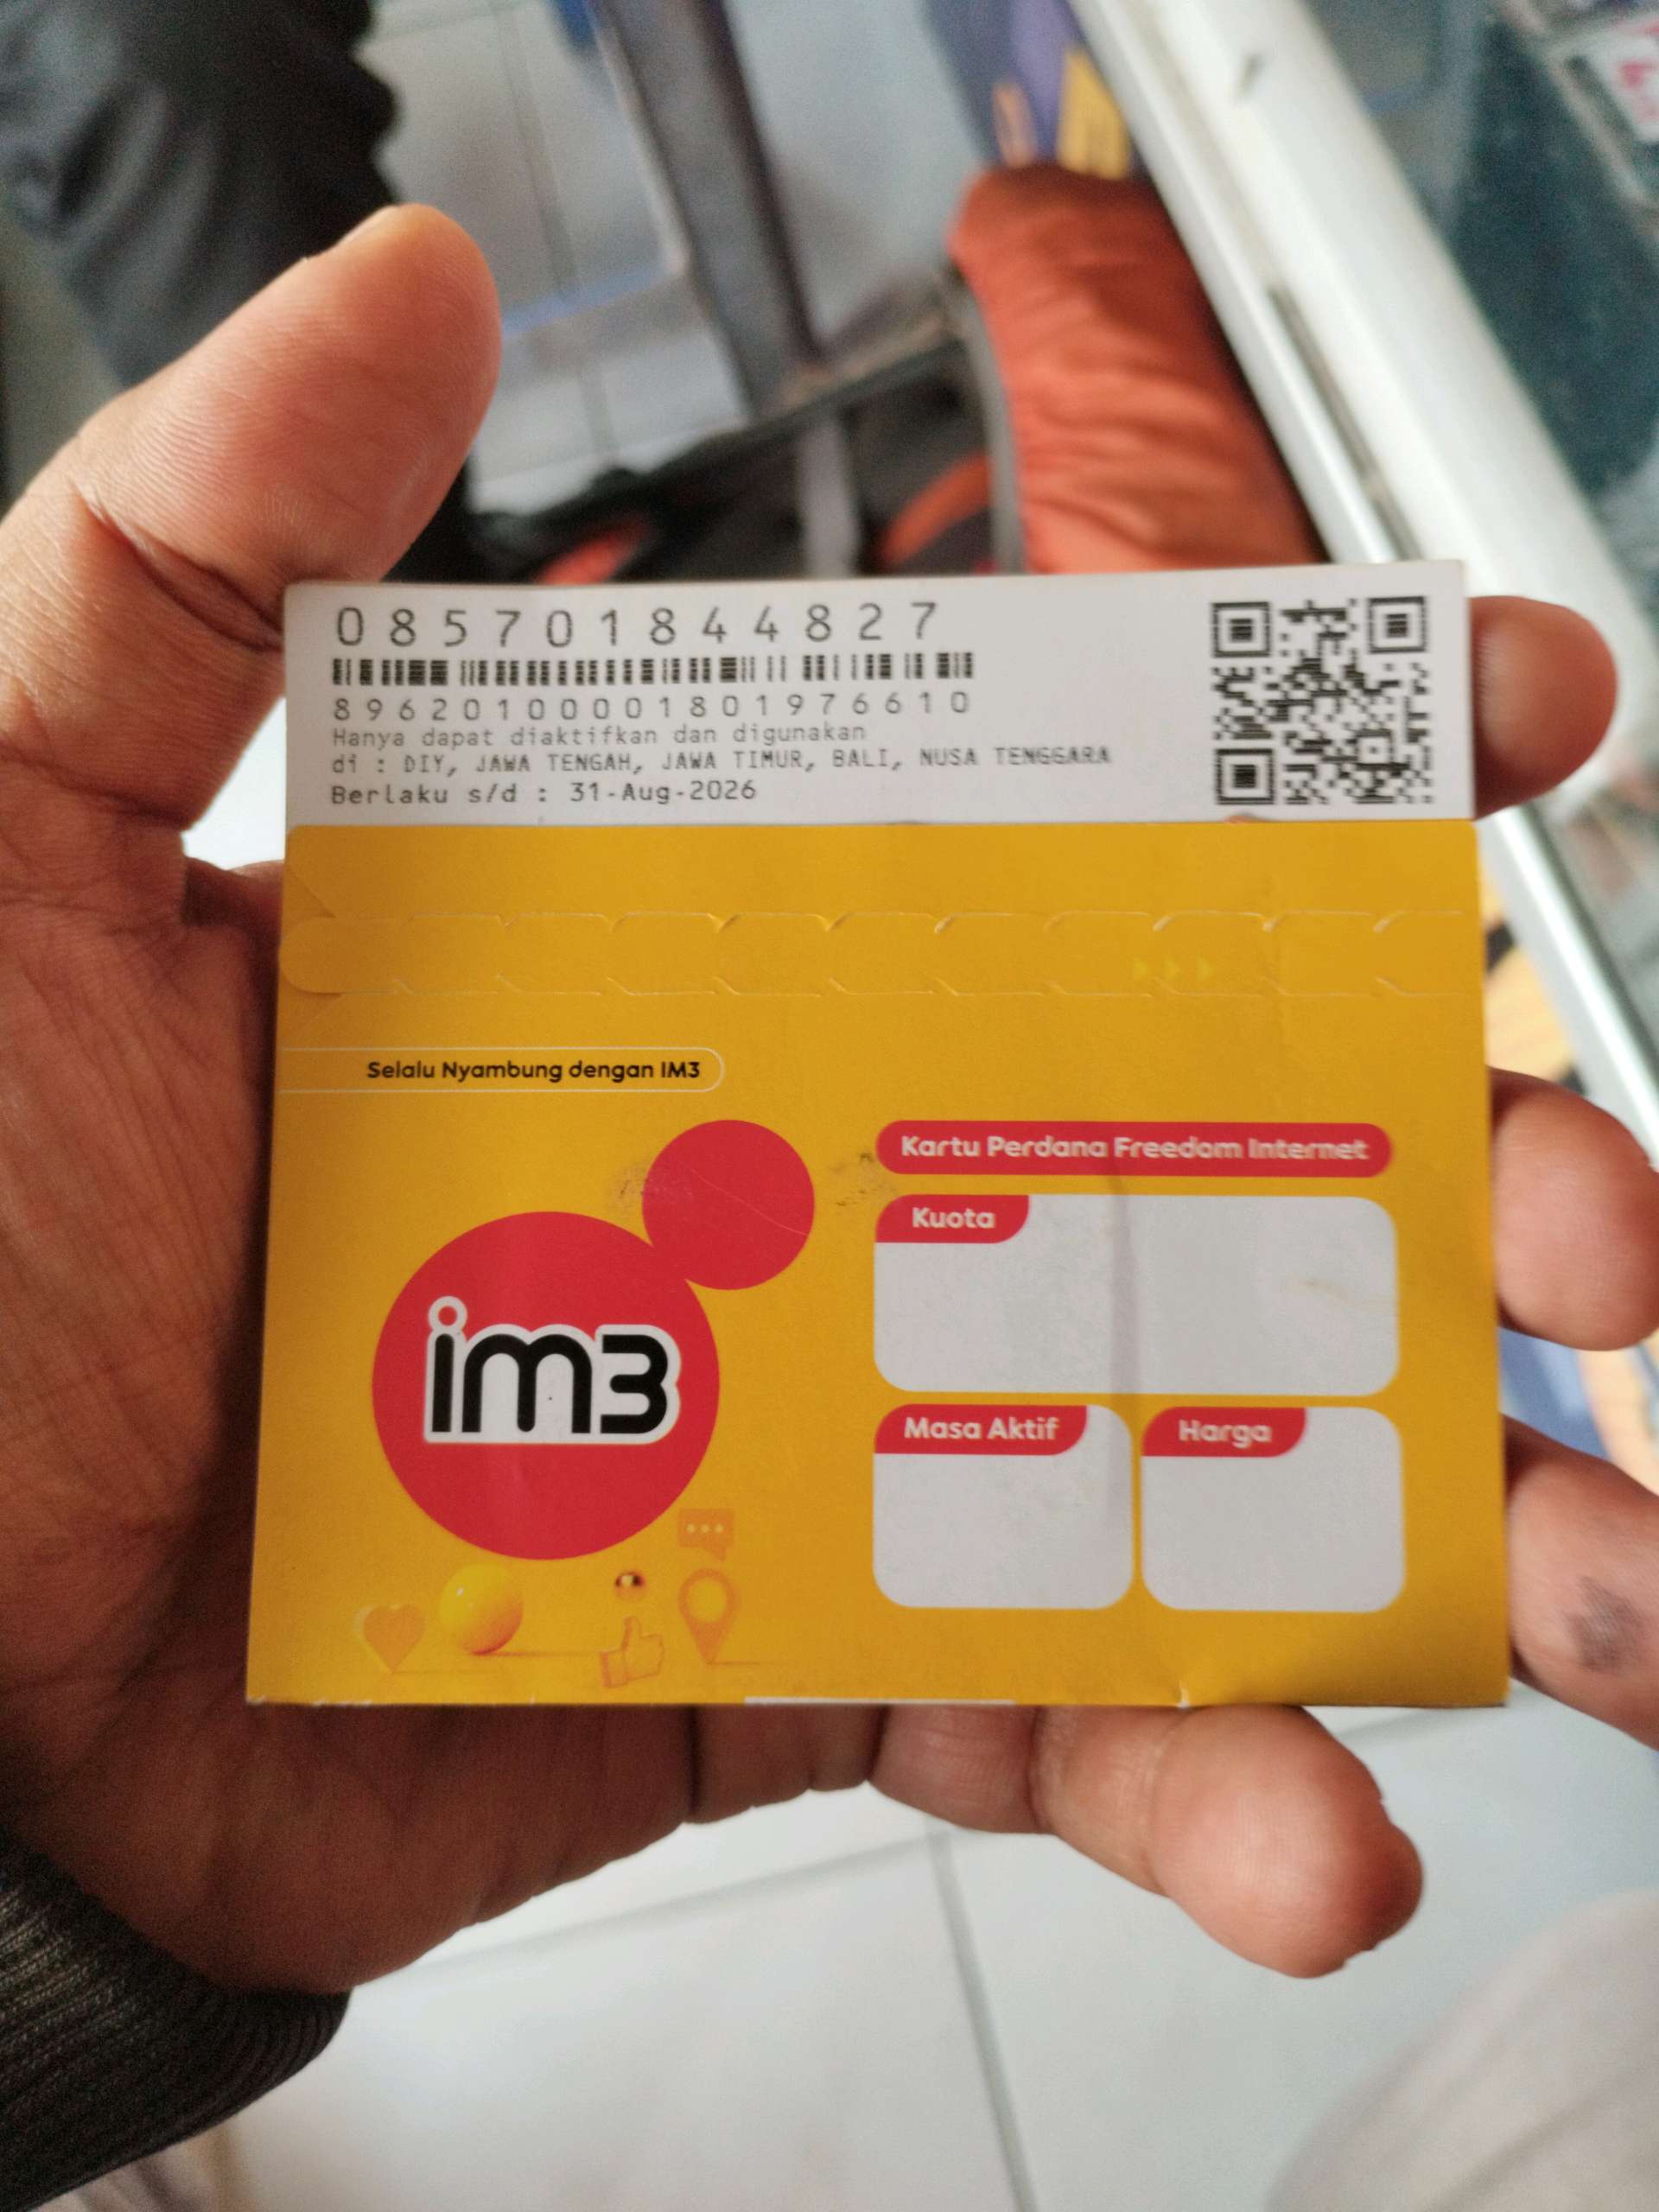 085701844827
89620100001801976610
Hanya dapat diaktifkan dan digunakan
di : DIY, JAWA TENGAH, JAWA TIMUR, BALI, NUSA TENGGARA
Berlaku s/d : 31-Aug-2026
Selalu Nyambung dengan IM3
im3
Kartu Perdana Freedom Internet
Kuota
Masa Aktif
Harga